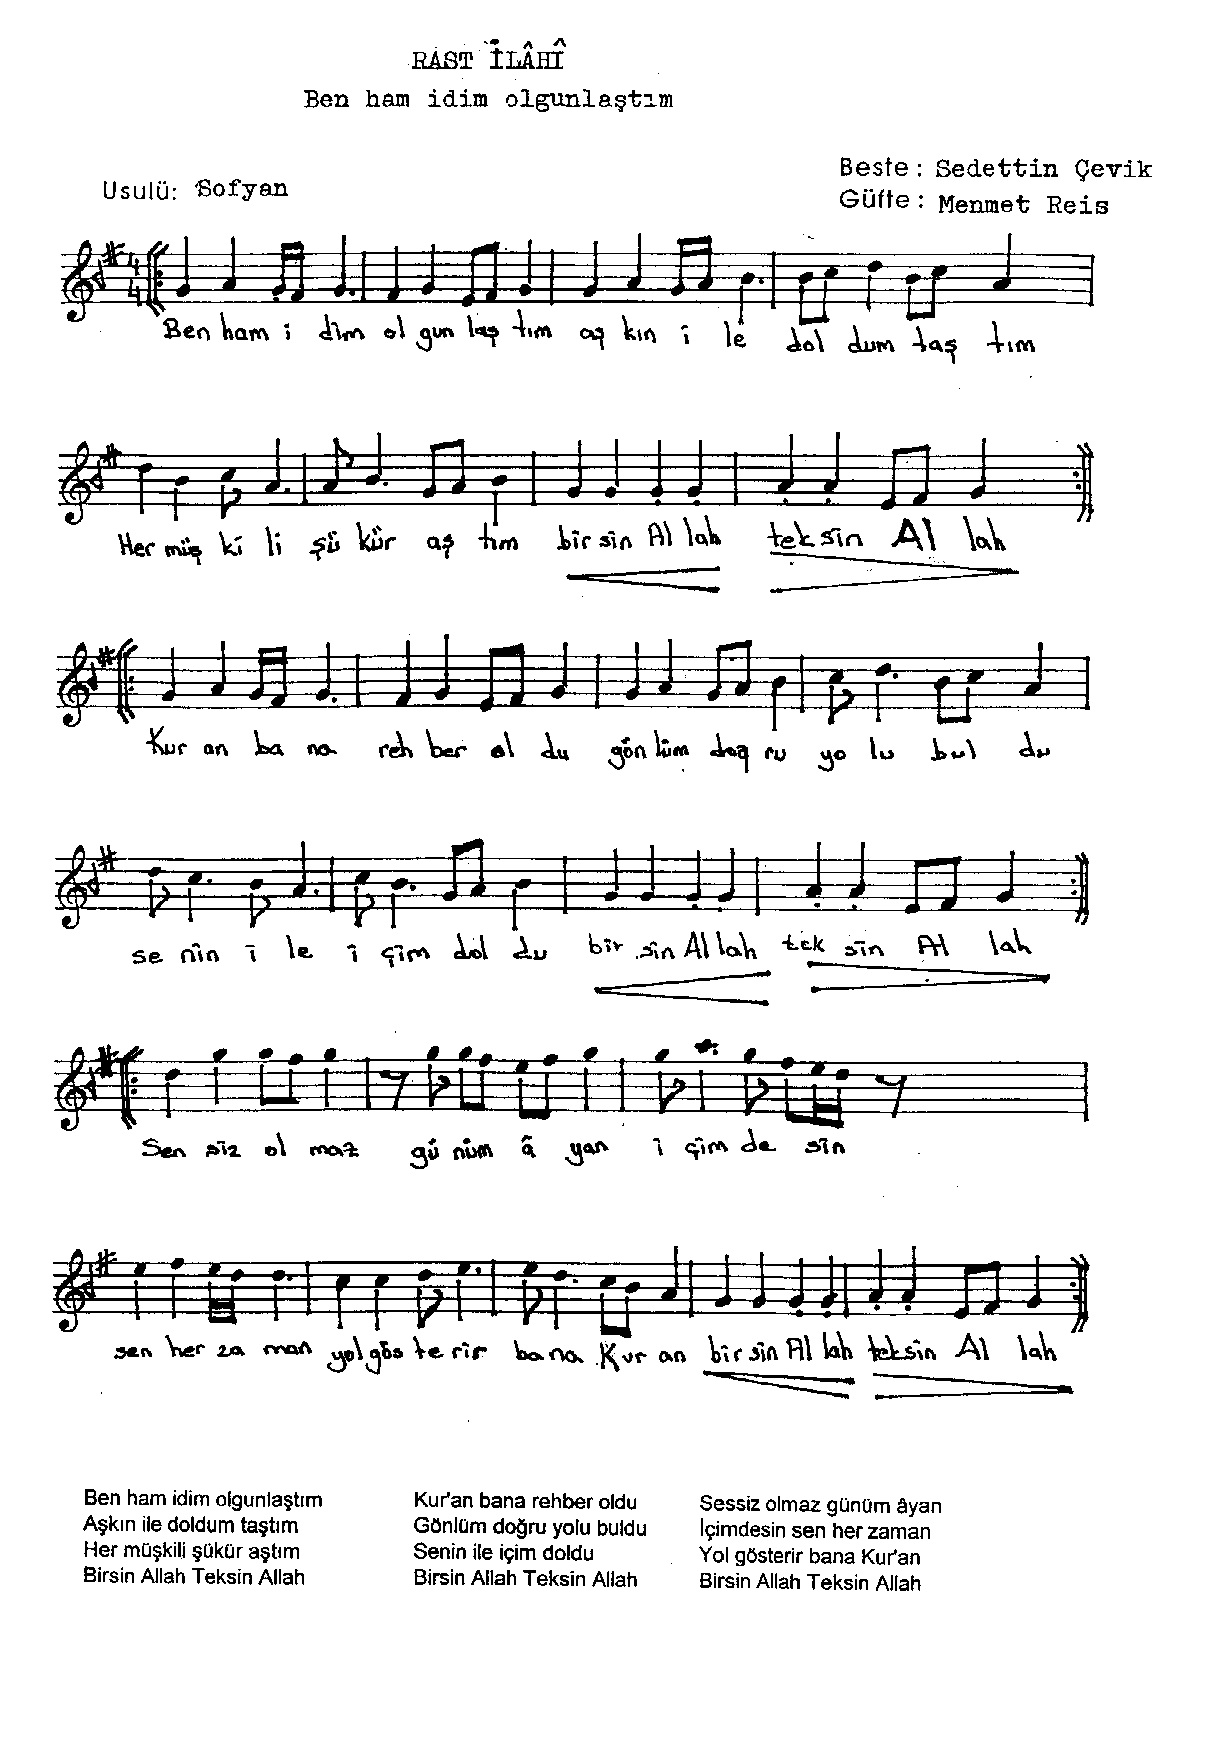 RAST İLÂHÎ
Ben ham idim olgunlaştım
Beste : Sedettin Çevik
Usulü: Sofyan
Güfte : Menmet Reis
4
4
Ben ham i dim ol gun laş tım aş kın i le dol dum taş tım
Her müş ki li şü kür aş tım bir sin Al lah tek sin Al lah
Kur an ba na reh ber ol du gön lüm doğ ru yo lu bul du
se nin i le i çim dol du bir sin Al lah tek sin Al lah
Sen siz ol maz gü nüm â yan i çim de sin
sen her za man yol gös te rir ba na Kur an bir sin Al lah tek sin Al lah
Ben ham idim olgunlaştım
Aşkın ile doldum taştım
Her müşkili şükür aştım
Birsin Allah Teksin Allah
Kur'an bana rehber oldu
Gönlüm doğru yolu buldu
Senin ile içim doldu
Birsin Allah Teksin Allah
Sessiz olmaz günüm âyan
İçimdesin sen her zaman
Yol gösterir bana Kur'an
Birsin Allah Teksin Allah